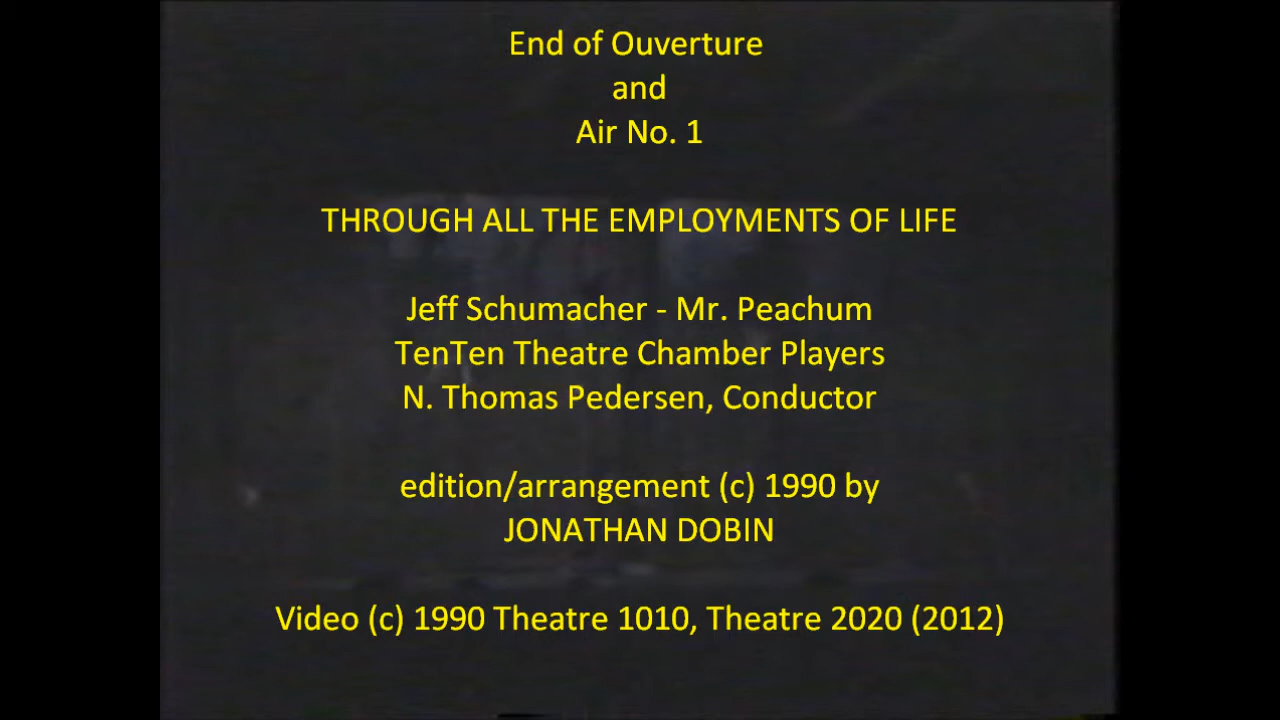 End of Ouverture
and
Air No. 1
THROUGH ALL THE EMPLOYMENTS OF LIFE
Jeff Schumacher - Mr. Peachum
TenTen Theatre Chamber Players
N. Thomas Pedersen, Conductor
edition/arrangement (c) 1990 by
JONATHAN DOBIN
Video (c) 1990 Theatre 1010, Theatre 2020 (2012)